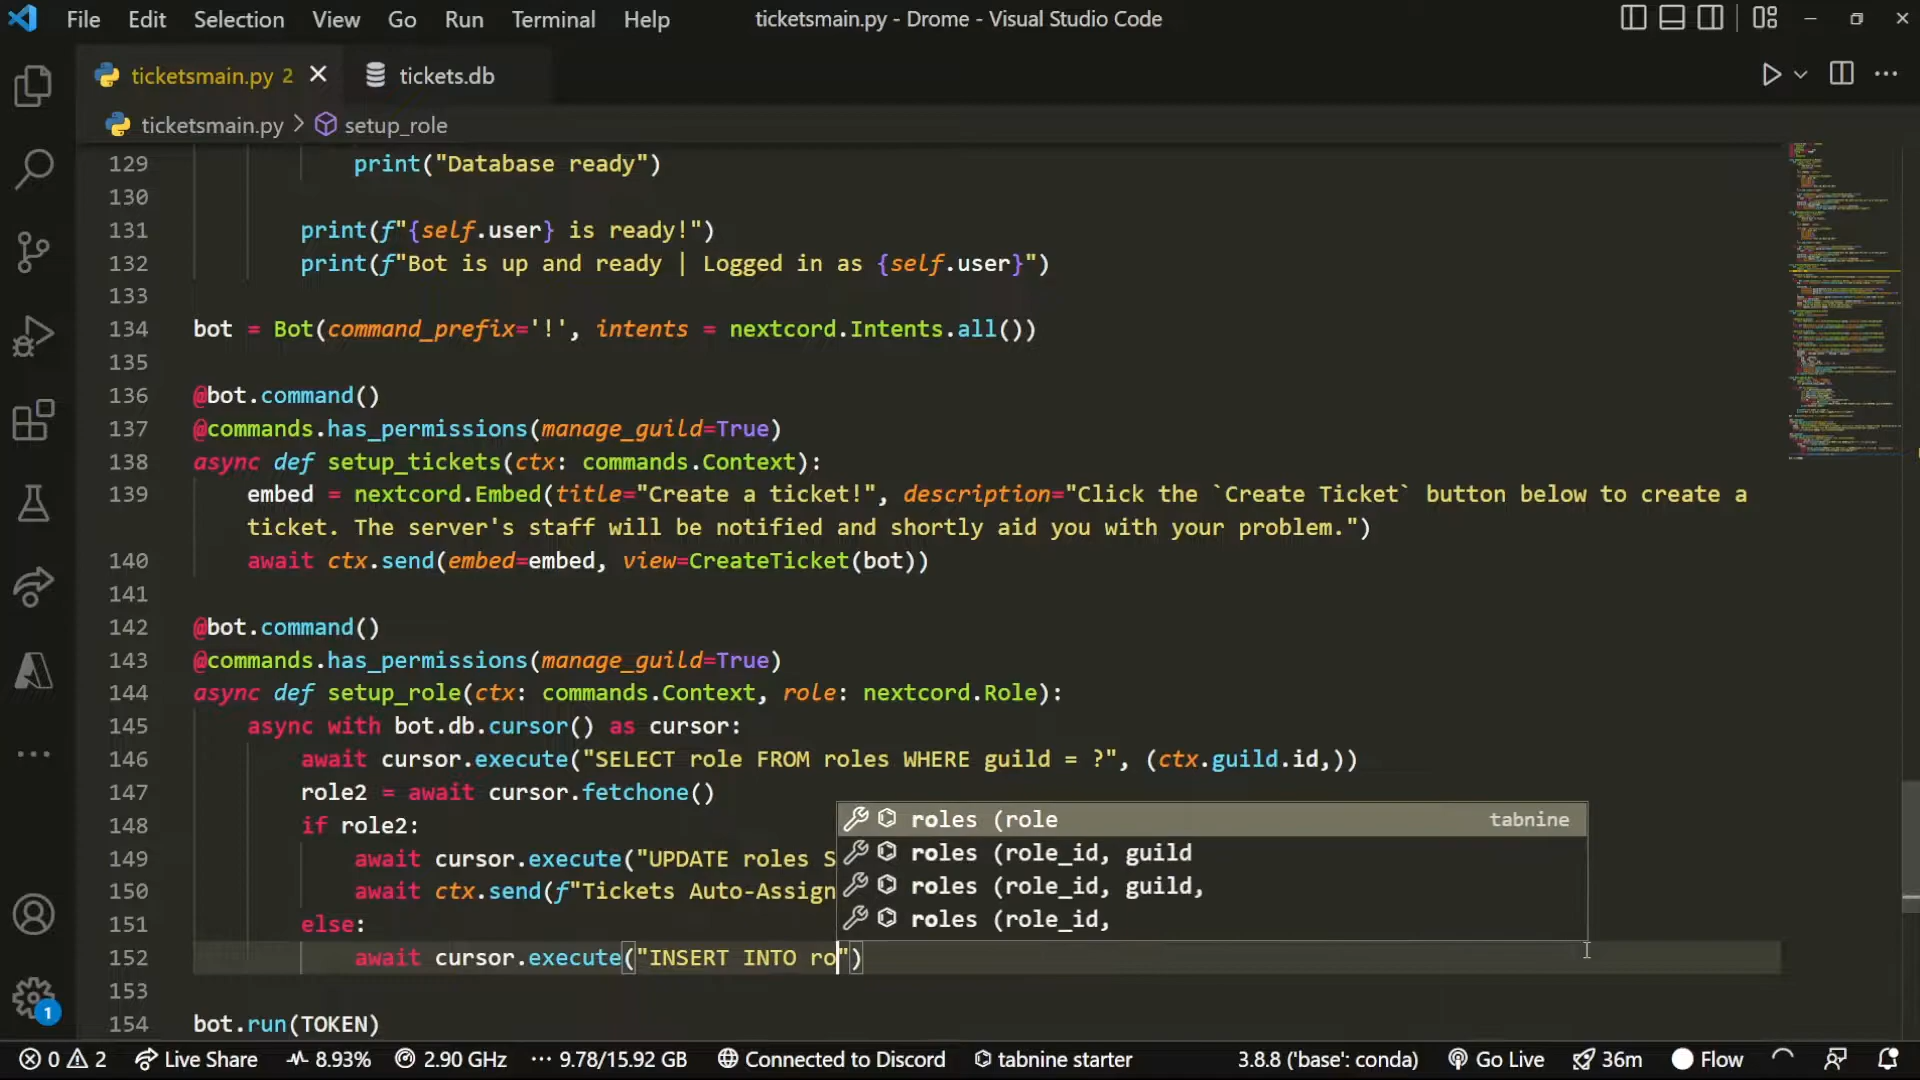 File Edit Selection View Go Run Terminal Help ticketsmain.py - Drome - Visual Studio Code
ticketsmain.py 2 tickets.db
ticketsmain.py > setup_role
129 print("Database ready")
130
131 print(f"{self.user} is ready!")
132 print(f"Bot is up and ready | Logged in as {self.user}")
133
134 bot = Bot(command_prefix='!', intents = nextcord.Intents.all())
135
136 @bot.command()
137 @commands.has_permissions(manage_guild=True)
138 async def setup_tickets(ctx: commands.Context):
139 embed = nextcord.Embed(title="Create a ticket!", description="Click the `Create Ticket` button below to create a
ticket. The server's staff will be notified and shortly aid you with your problem.")
140 await ctx.send(embed=embed, view=CreateTicket(bot))
141
142 @bot.command()
143 @commands.has_permissions(manage_guild=True)
144 async def setup_role(ctx: commands.Context, role: nextcord.Role):
145 async with bot.db.cursor() as cursor:
146 await cursor.execute("SELECT role FROM roles WHERE guild = ?", (ctx.guild.id,))
147 role2 = await cursor.fetchone()
148 if role2:
roles (role tabnine
roles (role_id, guild
roles (role_id, guild,
roles (role_id,
149 await cursor.execute("UPDATE roles S
150 await ctx.send(f"Tickets Auto-Assign
151 else:
152 await cursor.execute("INSERT INTO ro")
153
154 bot.run(TOKEN)
1
0 2 Live Share 8.93% 2.90 GHz 9.78/15.92 GB Connected to Discord tabnine starter 3.8.8 ('base': conda) Go Live 36m Flow